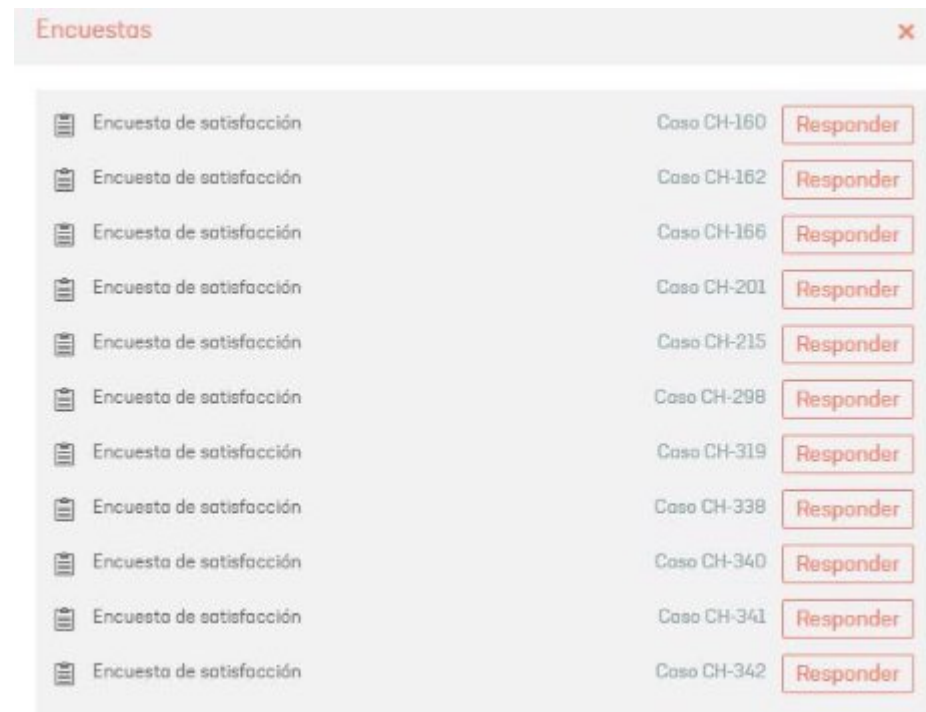 Encuestas ×
Encuesta de satisfacción Caso CH-160 Responder
Encuesta de satisfacción Caso CH-162 Responder
Encuesta de satisfacción Caso CH-166 Responder
Encuesta de satisfacción Caso CH-201 Responder
Encuesta de satisfacción Caso CH-215 Responder
Encuesta de satisfacción Caso CH-298 Responder
Encuesta de satisfacción Caso CH-319 Responder
Encuesta de satisfacción Caso CH-338 Responder
Encuesta de satisfacción Caso CH-340 Responder
Encuesta de satisfacción Caso CH-341 Responder
Encuesta de satisfacción Caso CH-342 Responder